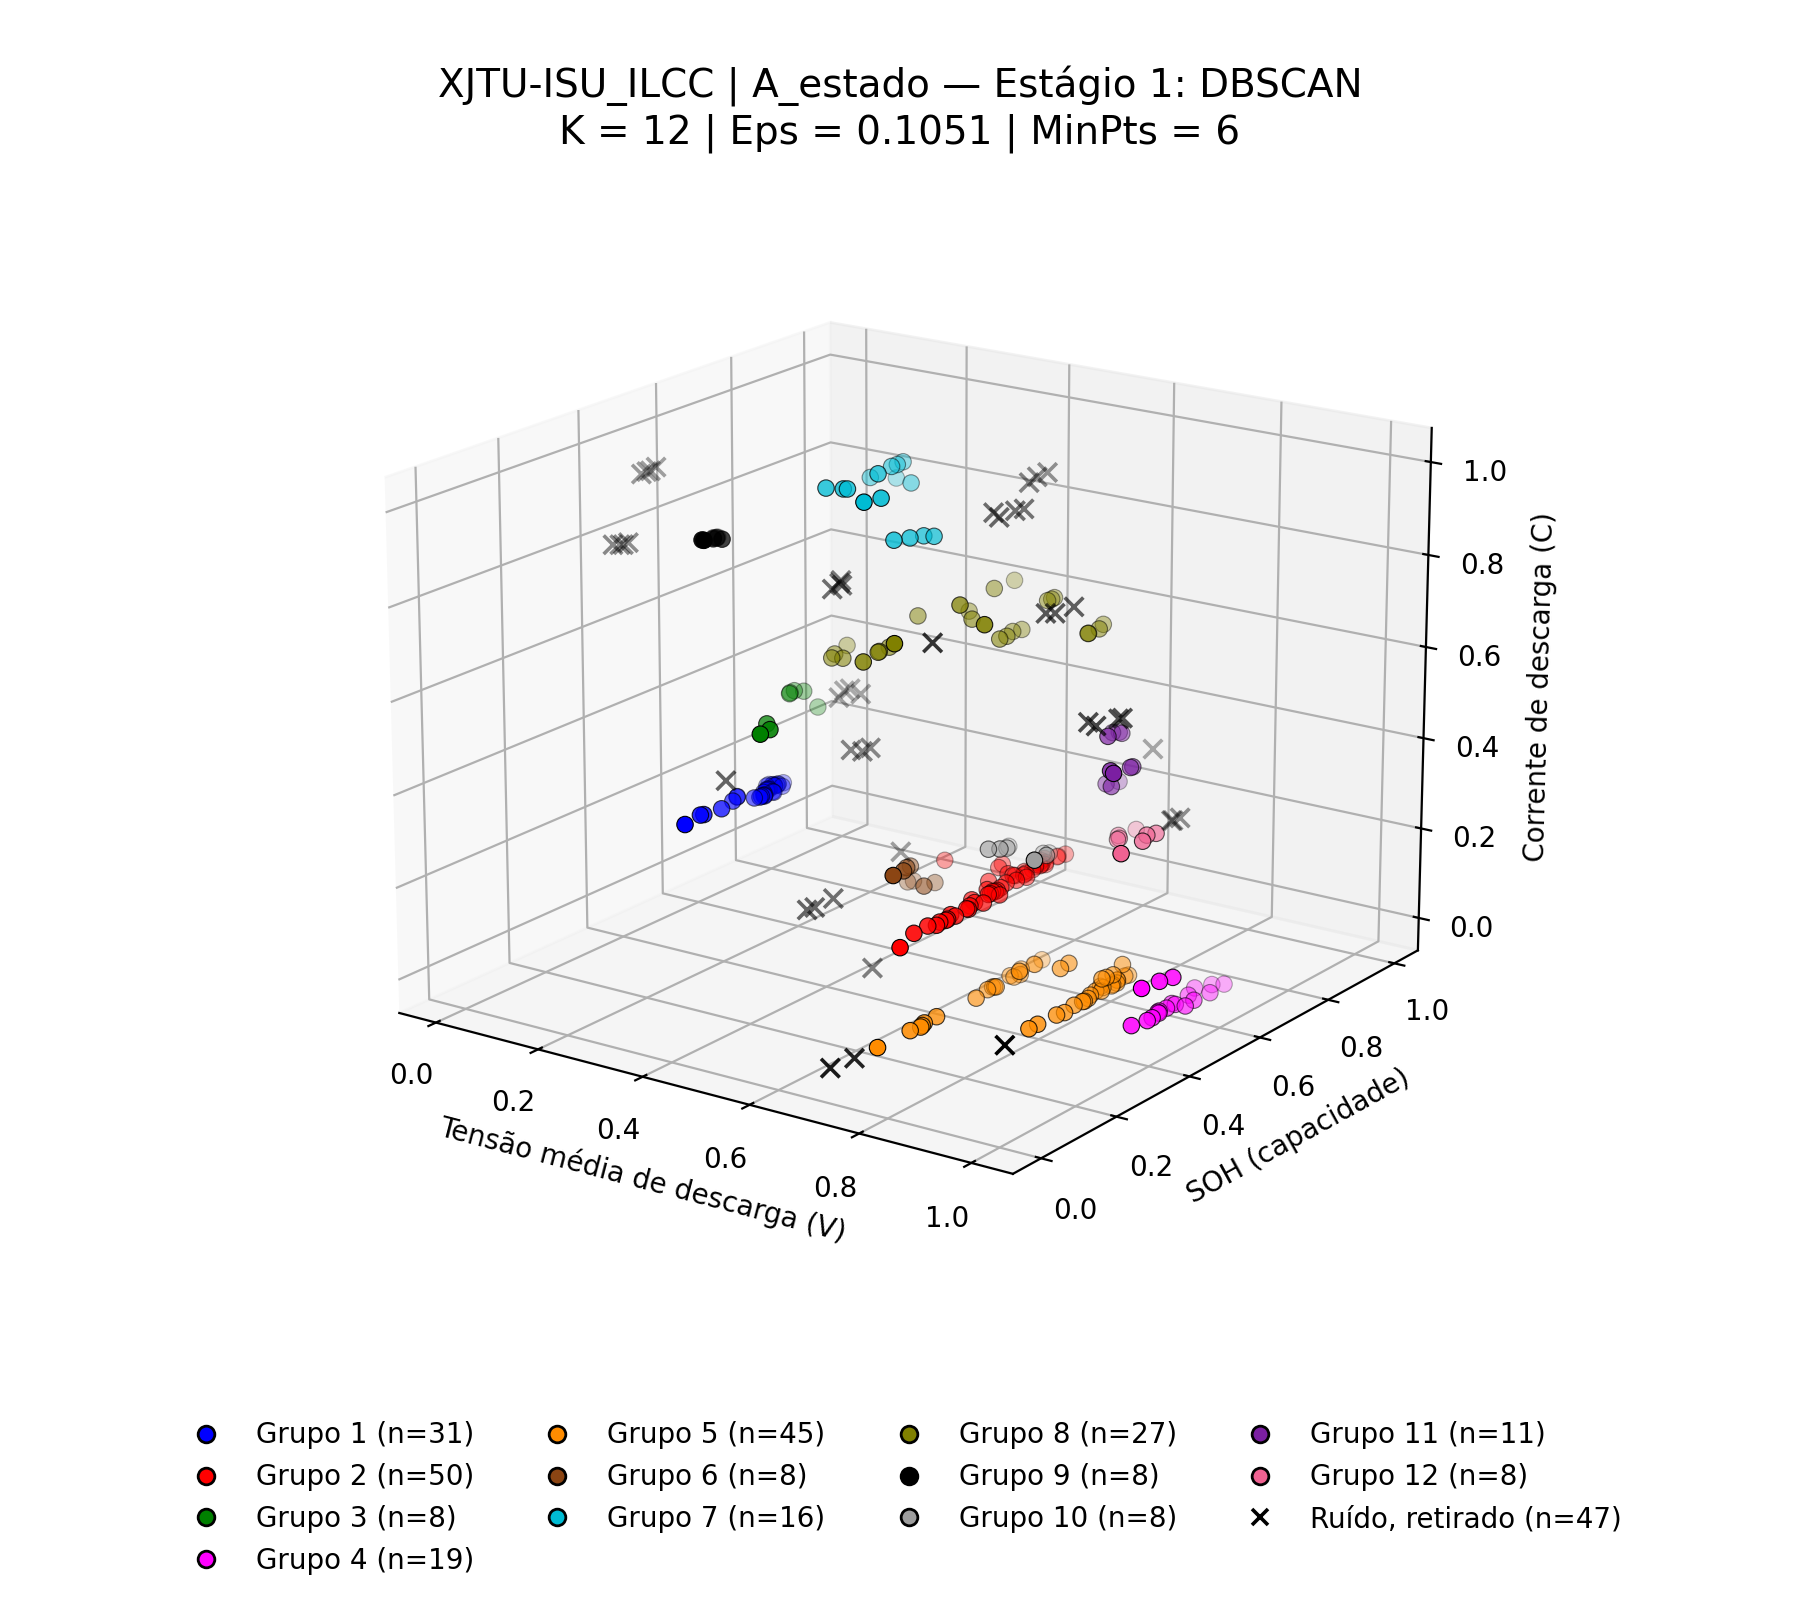 XJTU-ISU_ILCC | A_estado — Estágio 1: DBSCAN
K = 12 | Eps = 0.1051 | MinPts = 6
1.0
0.8
0.6
0.4
0.2
0.0
Corrente de descarga (C)
0.0
0.2
0.4
0.6
0.8
1.0
Tensão média de descarga (V)
0.0
0.2
0.4
0.6
0.8
1.0
SOH (capacidade)
Grupo 1 (n=31)
Grupo 2 (n=50)
Grupo 3 (n=8)
Grupo 4 (n=19)
Grupo 5 (n=45)
Grupo 6 (n=8)
Grupo 7 (n=16)
Grupo 8 (n=27)
Grupo 9 (n=8)
Grupo 10 (n=8)
Grupo 11 (n=11)
Grupo 12 (n=8)
Ruído, retirado (n=47)